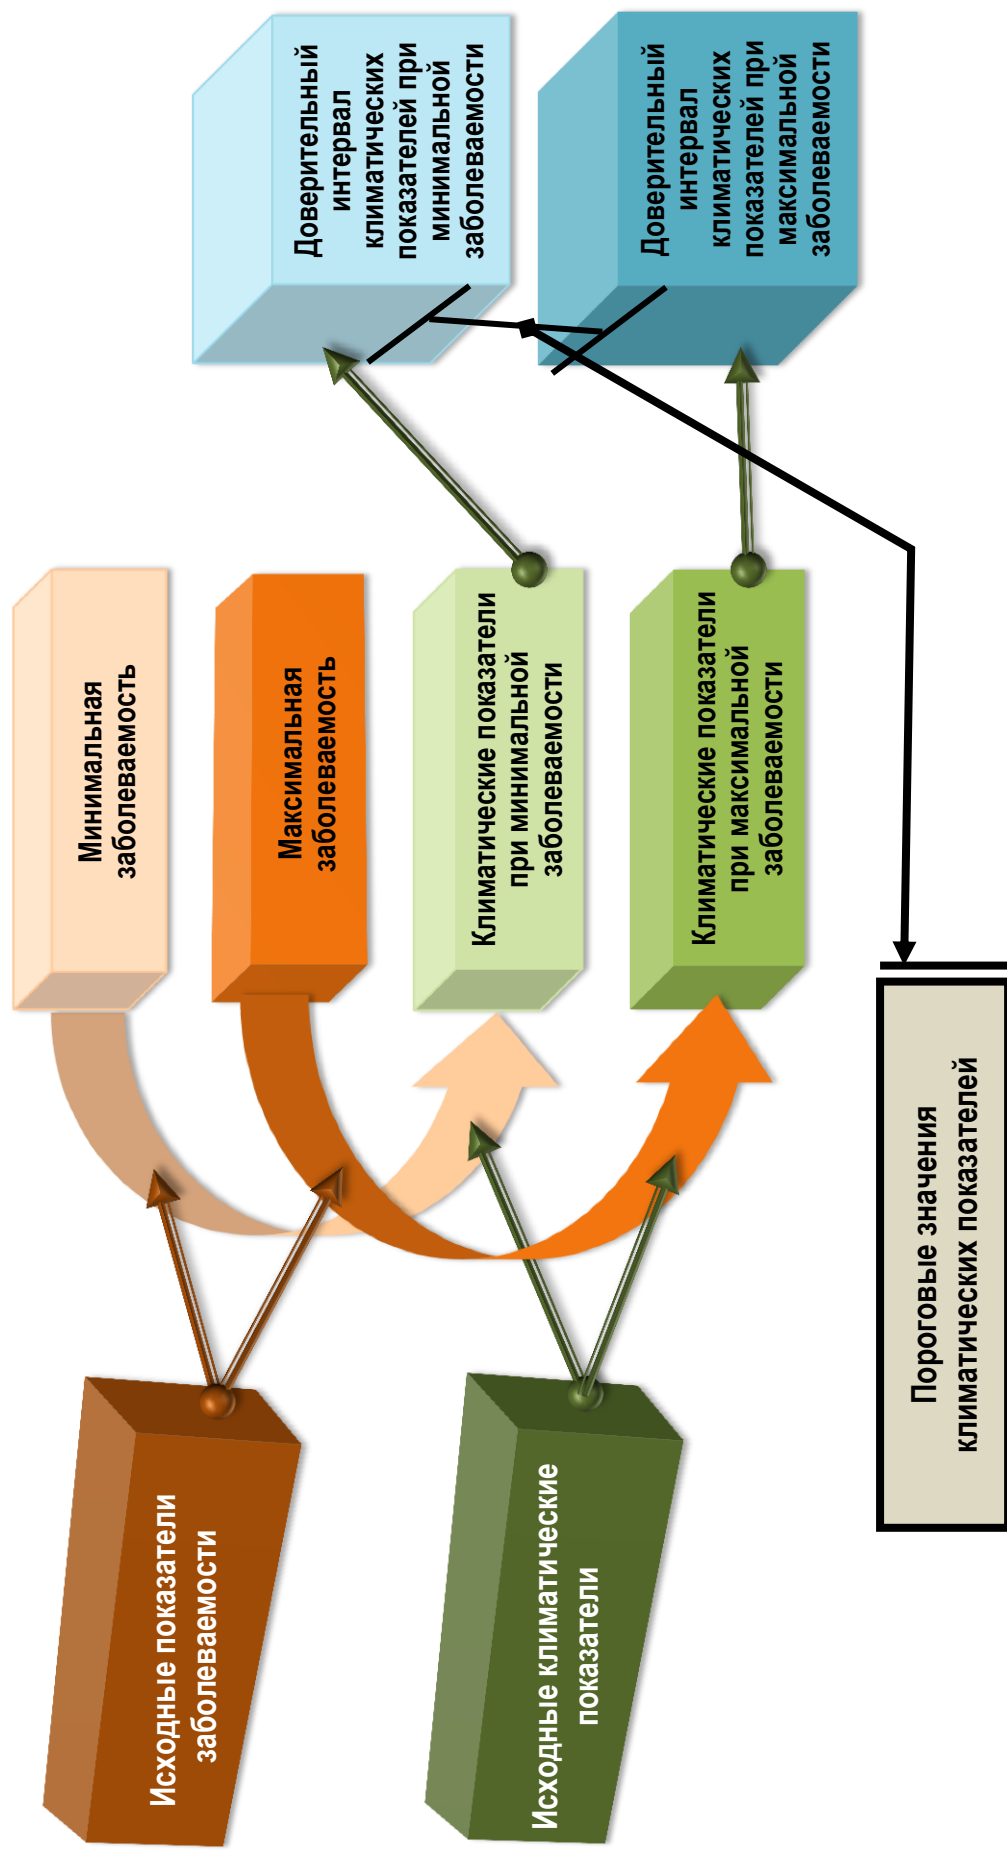 Исходные показатели
заболеваемости
Исходные климатические
показатели
Минимальная
заболеваемость
Максимальная
заболеваемость
Климатические показатели
при минимальной
заболеваемости
Климатические показатели
при максимальной
заболеваемости
Доверительный
интервал
климатических
показателей при
минимальной
заболеваемости
Доверительный
интервал
климатических
показателей при
максимальной
заболеваемости
Пороговые значения
климатических показателей